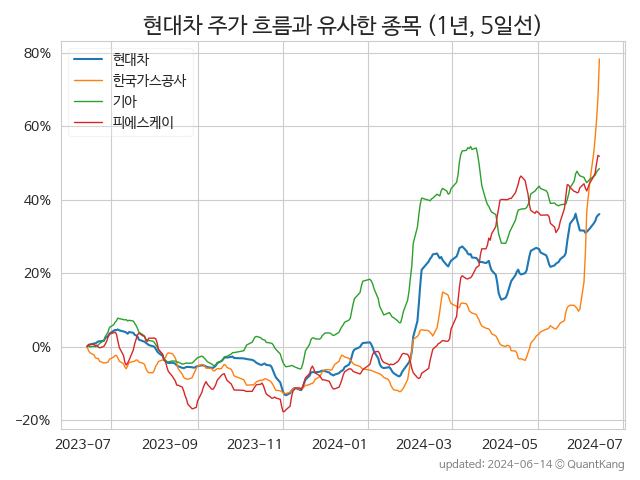 현대차 주가 흐름과 유사한 종목 (1년, 5일선)
현대차
한국가스공사
기아
피에스케이
80%
60%
40%
20%
0%
−20%
2023-07 2023-09 2023-11 2024-01 2024-03 2024-05 2024-07
updated: 2024-06-14 © QuantKang